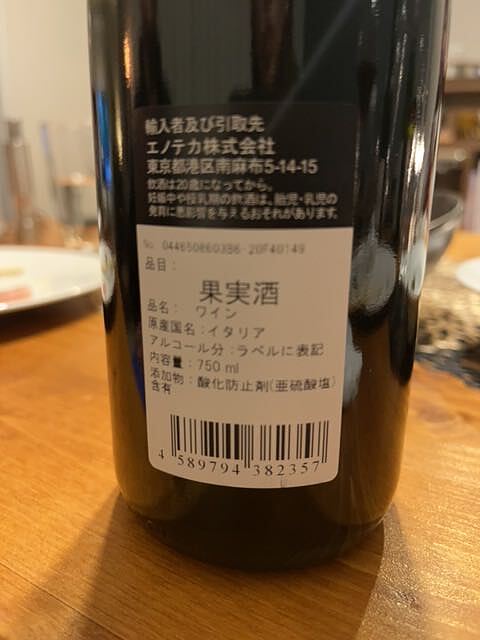 輸入者及び引取先
エノテカ株式会社
東京都港区南麻布5-14-15
飲酒は20歳になってから。
妊娠中や授乳期の飲酒は、胎児・乳児の
発育に悪影響を与えるおそれがあります。
No. 0446508603B6-20F40149
品目：
果実酒
品名： ワイン
原産国名：イタリア
アルコール分：ラベルに表記
内容量：750 ml
添加物：酸化防止剤(亜硫酸塩)
含有
4 589794 382357